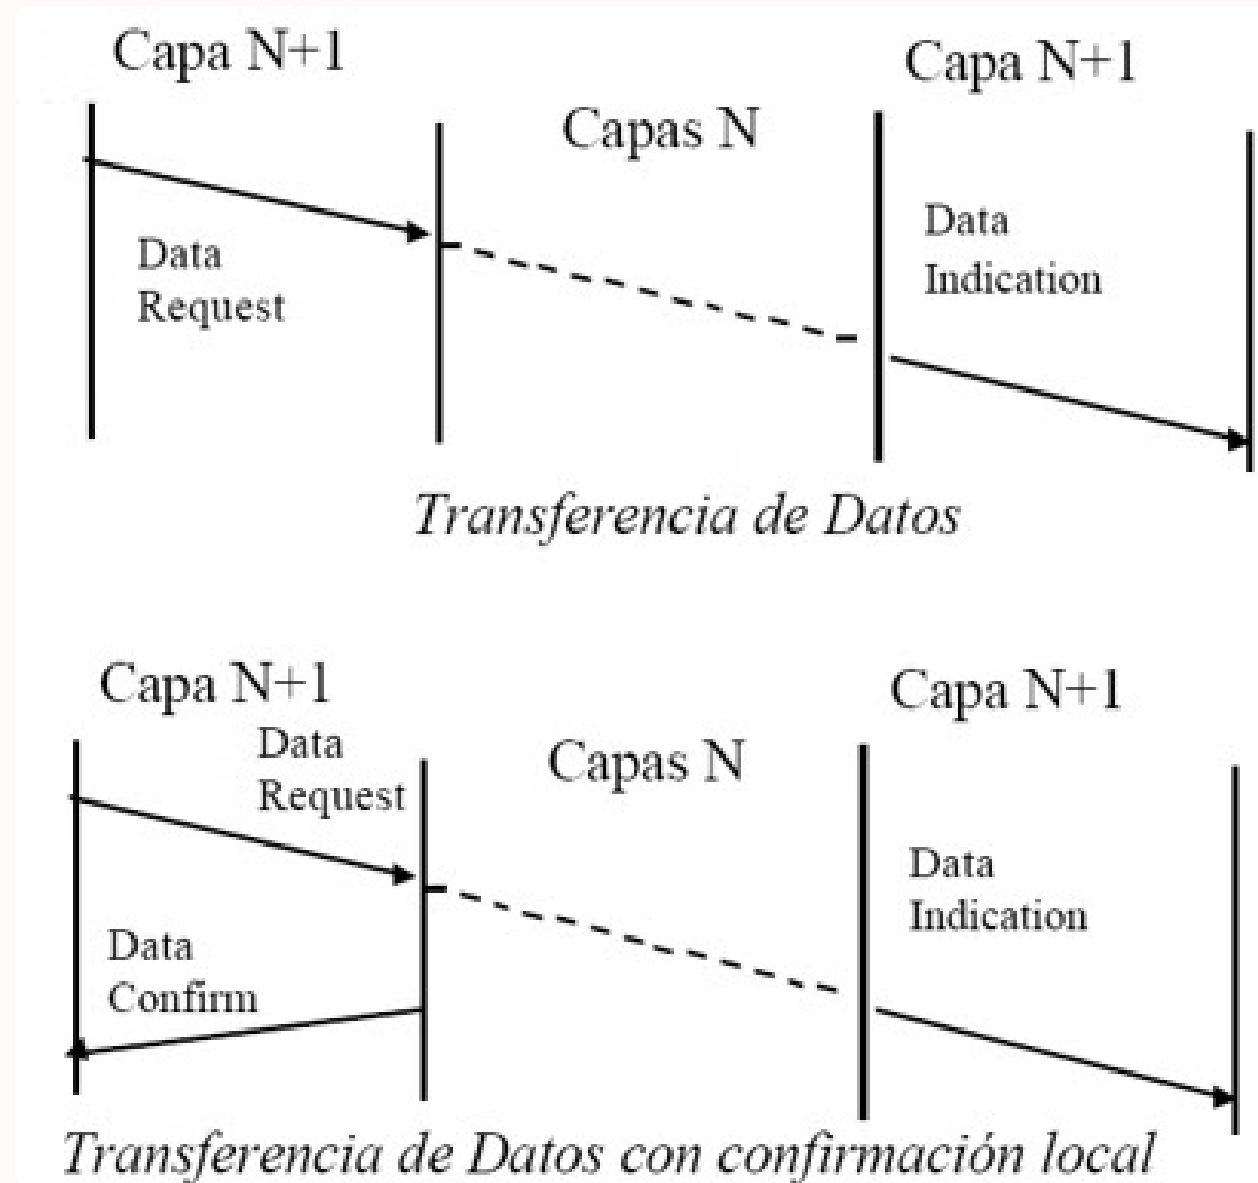 Capa N+1
Capa N+1
Capas N
Data
Request
Data
Indication
Transferencia de Datos
Capa N+1
Capa N+1
Data
Request
Capas N
Data
Indication
Data
Confirm
Transferencia de Datos con confirmación local